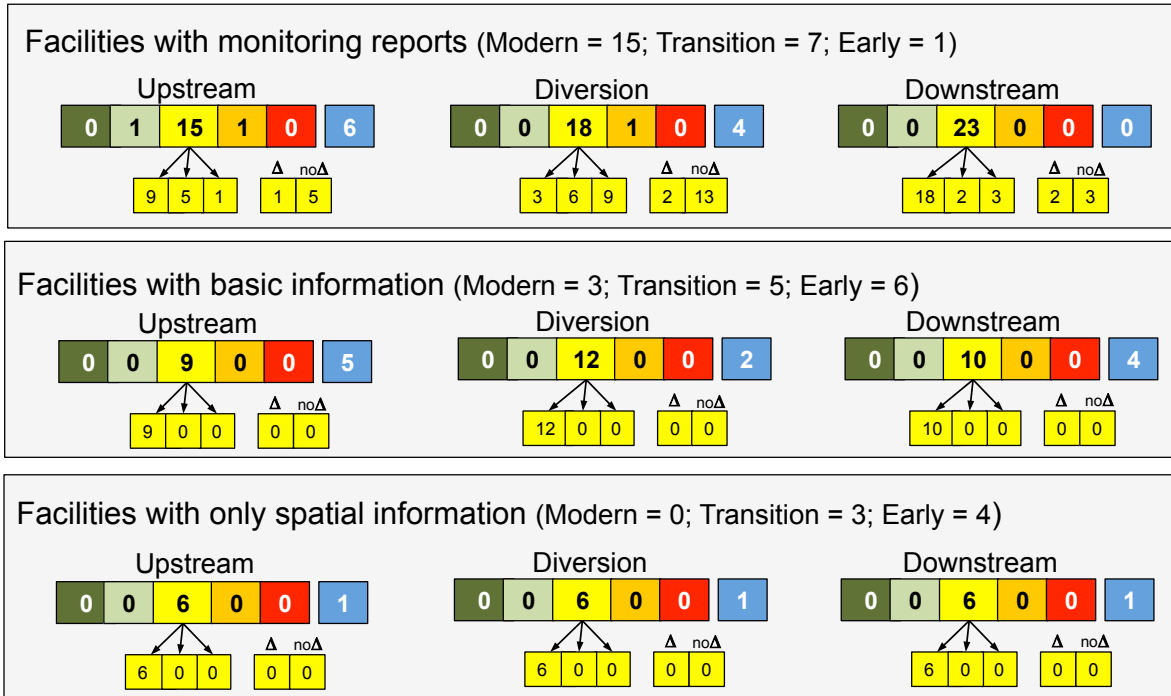 Facilities with monitoring reports (Modern = 15; Transition = 7; Early = 1)
Upstream Diversion Downstream
0 1 15 1 0 6 0 0 18 1 0 4 0 0 23 0 0 0
Δ noΔ Δ noΔ Δ noΔ
9 5 1 1 5 3 6 9 2 13 18 2 3 2 3
Facilities with basic information (Modern = 3; Transition = 5; Early = 6)
Upstream Diversion Downstream
0 0 9 0 0 5 0 0 12 0 0 2 0 0 10 0 0 4
Δ noΔ Δ noΔ Δ noΔ
9 0 0 0 0 12 0 0 0 0 10 0 0 0 0
Facilities with only spatial information (Modern = 0; Transition = 3; Early = 4)
Upstream Diversion Downstream
0 0 6 0 0 1 0 0 6 0 0 1 0 0 6 0 0 1
Δ noΔ Δ noΔ Δ noΔ
6 0 0 0 0 6 0 0 0 0 6 0 0 0 0